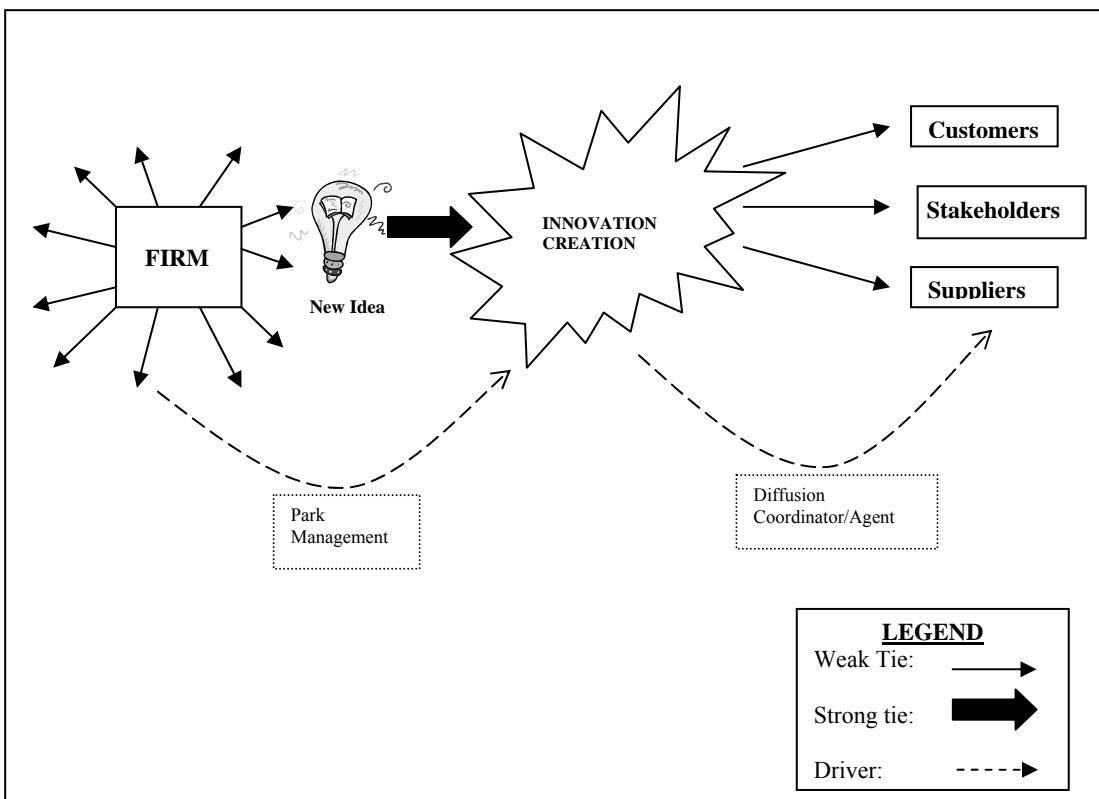 Customers
Stakeholders
Suppliers
FIRM
New Idea
INNOVATION
CREATION
Park
Management
Diffusion
Coordinator/Agent
LEGEND
Weak Tie:
Strong tie:
Driver: